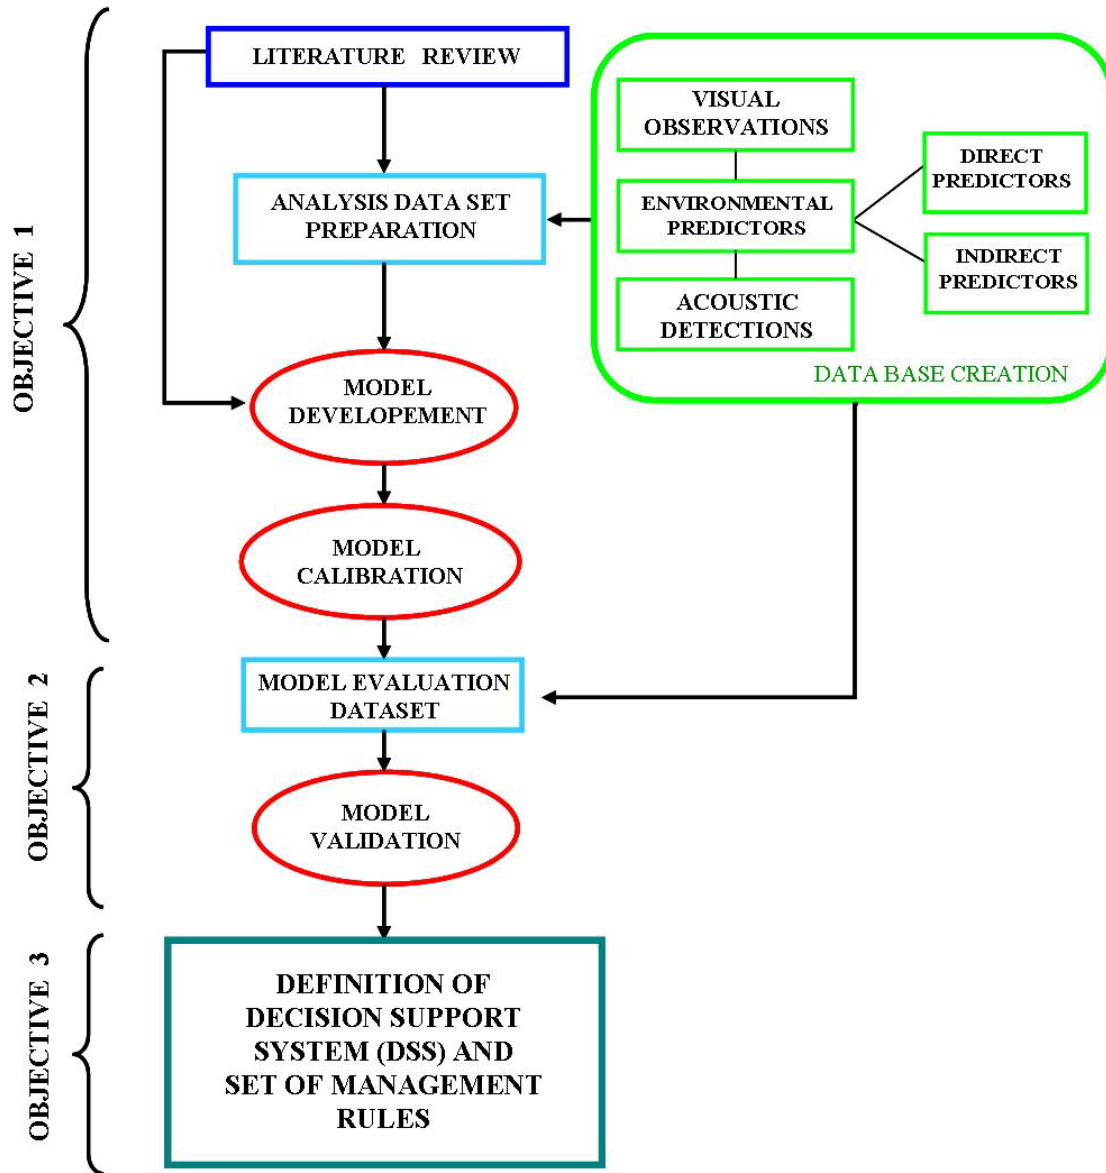 OBJECTIVE 1
LITERATURE REVIEW
ANALYSIS DATA SET
PREPARATION
MODEL
DEVELOPEMENT
MODEL
CALIBRATION
VISUAL
OBSERVATIONS
ENVIRONMENTAL
PREDICTORS
ACOUSTIC
DETECTIONS
DIRECT
PREDICTORS
INDIRECT
PREDICTORS
DATA BASE CREATION
OBJECTIVE 2
MODEL EVALUATION
DATASET
MODEL
VALIDATION
OBJECTIVE 3
DEFINITION OF
DECISION SUPPORT
SYSTEM (DSS) AND
SET OF MANAGEMENT
RULES